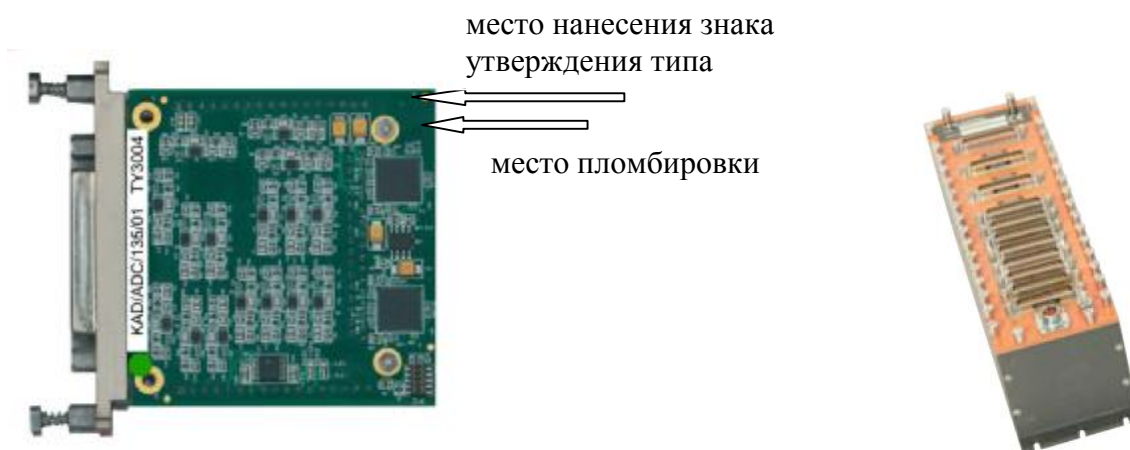 место нанесения знака
утверждения типа
место пломбировки
KAD/ADC/135/01 TY3004